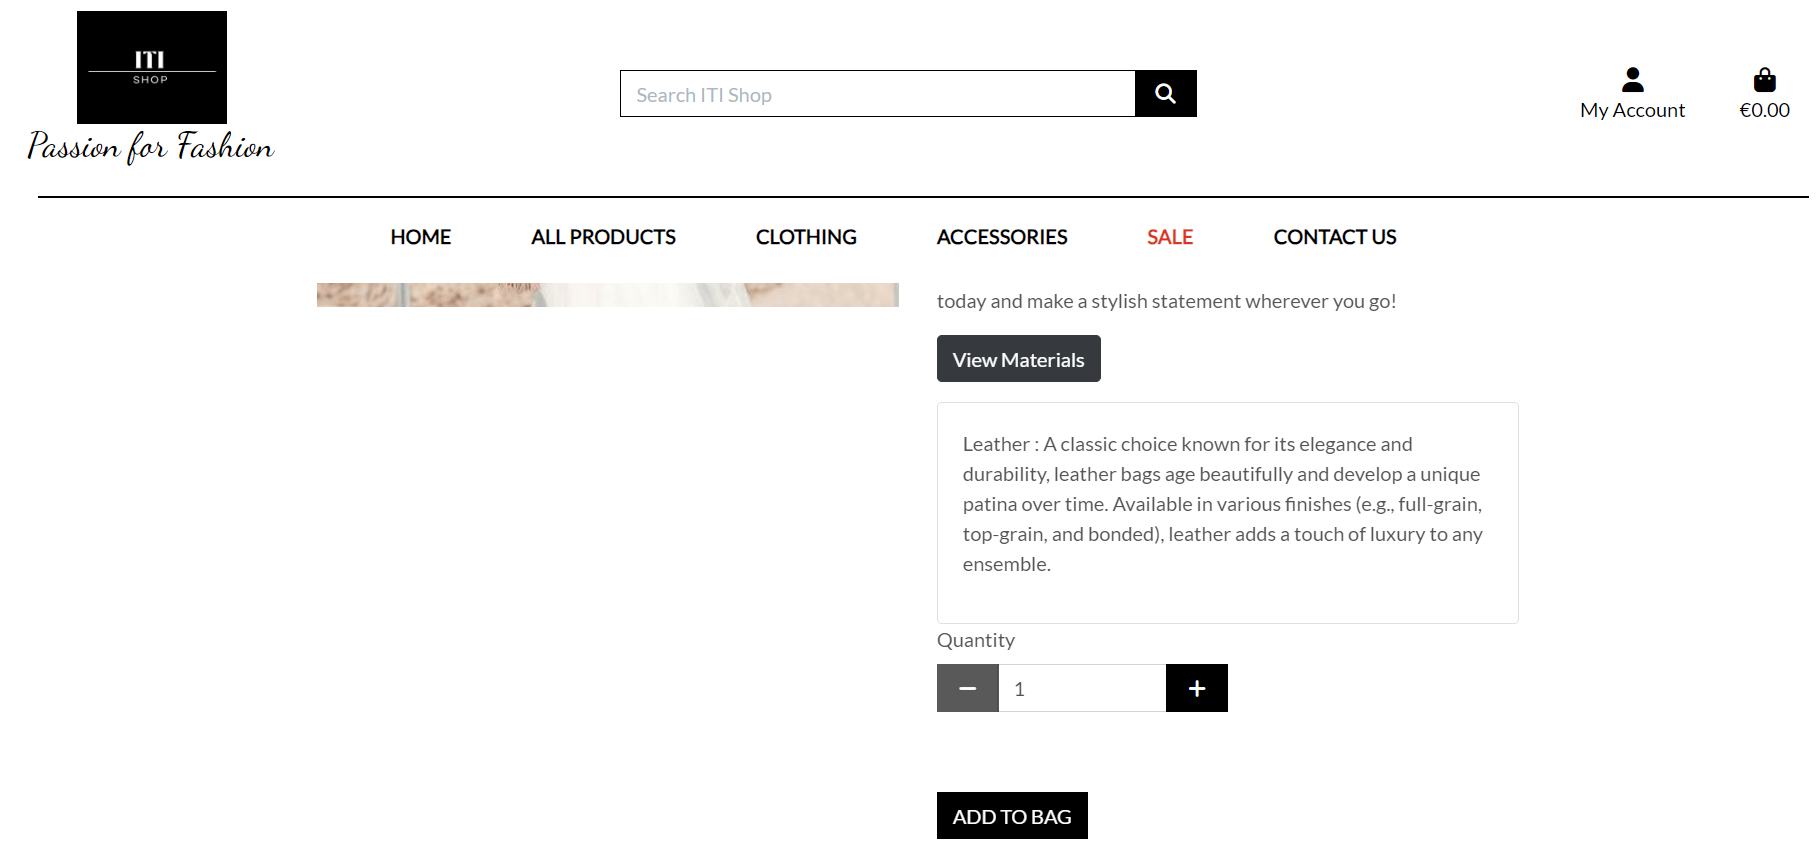 ITI
SHOP
Passion for Fashion
Search ITI Shop
My Account
€0.00
HOME
ALL PRODUCTS
CLOTHING
ACCESSORIES
SALE
CONTACT US
today and make a stylish statement wherever you go!
View Materials
Leather : A classic choice known for its elegance and
durability, leather bags age beautifully and develop a unique
patina over time. Available in various finishes (e.g., full-grain,
top-grain, and bonded), leather adds a touch of luxury to any
ensemble.
Quantity
1
ADD TO BAG